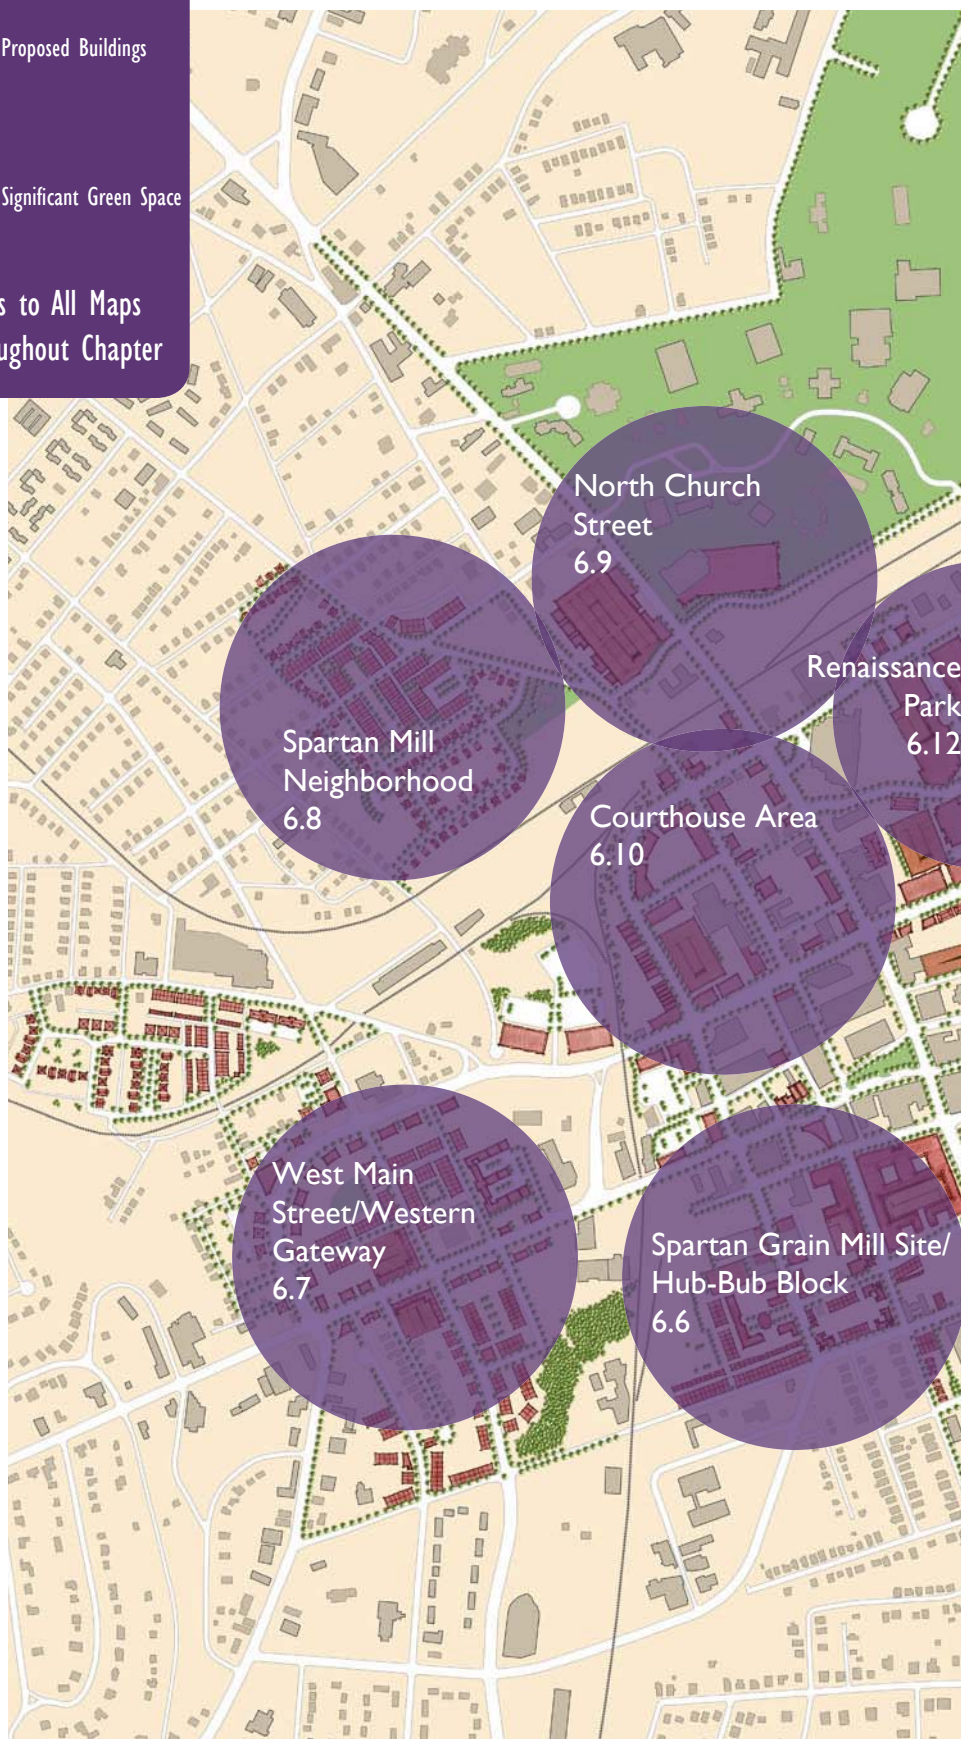 Proposed Buildings
Significant Green Space
to All Maps
Chapter
North Church
Street
6.9
Renaissance
Park
6.12
Spartan Mill
Neighborhood
6.8
Courthouse Area
6.10
West Main
Street/Western
Gateway
6.7
Spartan Grain Mill Site/
Hub-Bub Block
6.6